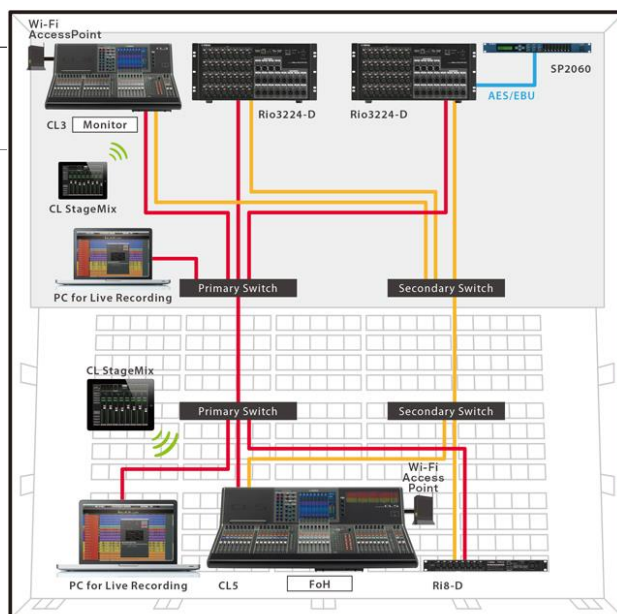 Wi-Fi
AccessPoint
SP2060
AES/EBU
Rio3224-D
Rio3224-D
CL3
Monitor
CL StageMix
PC for Live Recording
Primary Switch
Secondary Switch
CL StageMix
Primary Switch
Secondary Switch
Wi-Fi
Access
Point
PC for Live Recording
CL5
FoH
Ri8-D